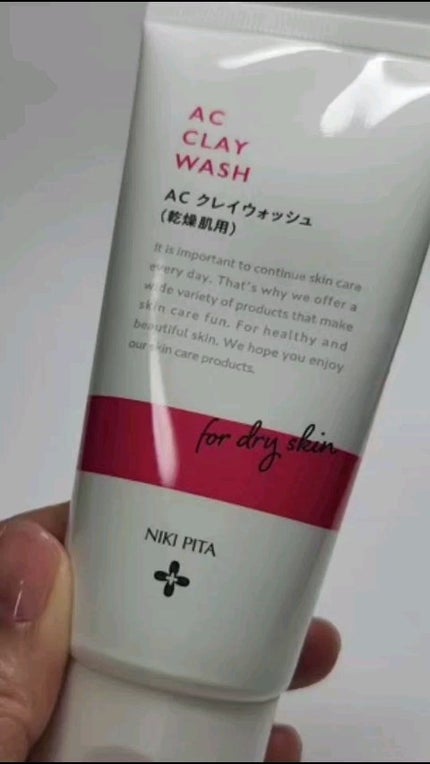 AC
CLAY
WASH
AC クレイウォッシュ
(乾燥肌用)
It is important to continue skin care
every day. That's why we offer a
wide variety of products that make
skin care fun. For healthy and
beautiful skin. We hope you enjoy
our skin care products.
for dry skin
NIKI PITA